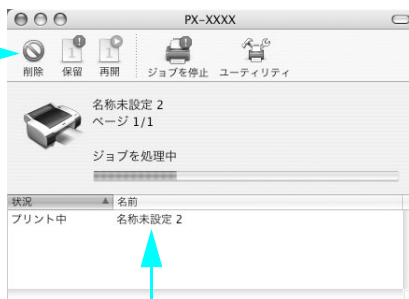 PX-XXXX
削除 保留 再開 ジョブを停止 ユーティリティ
名称未設定 2
ページ 1/1
ジョブを処理中
状況 名前
プリント中 名称未設定 2